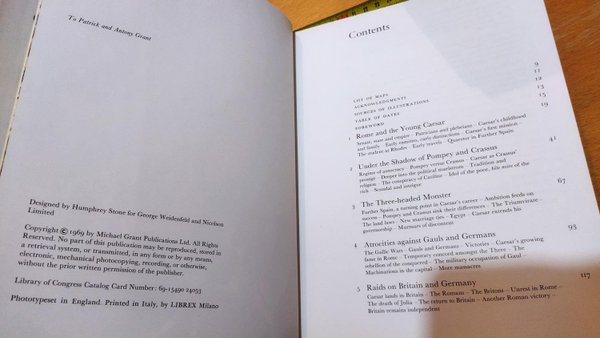 To Patrick and Antony Grant
Designed by Humphrey Stone for George Weidenfeld and Nicolson
Limited
Copyright © 1969 by Michael Grant Publications Ltd. All Rights
Reserved. No part of this publication may be reproduced, stored in
a retrieval system, or transmitted, in any form or by any means,
electronic, mechanical photocopying, recording, or otherwise,
without the prior written permission of the publisher.
Library of Congress Catalog Card Number: 69-15490 24053
Phototypeset in England. Printed in Italy, by LIBREX Milano
Contents
LIST OF MAPS 9
ACKNOWLEDGMENTS 11
SOURCES OF ILLUSTRATIONS 12
TABLE OF DATES 13
FOREWORD 15
1 Rome and the Young Caesar 19
Senate, state and empire – Patricians and plebeians – Caesar's childhood
and family – Early enmities, early distinctions – Caesar's first mission –
The student at Rhodes – Early travels – Quaestor in Further Spain
2 Under the Shadow of Pompey and Crassus 41
Regime of autocracy – Pompey versus Crassus – Caesar as Crassus'
protégé – Deeper into the political maelstrom – Tradition and
religion – The conspiracy of Catiline – Idol of the poor, bête noire of the
rich – Scandal and intrigue
3 The Three-headed Monster 67
Further Spain, a turning point in Caesar's career – Ambition feeds on
success – Pompey and Crassus sink their differences – The Triumvirate –
The land laws – New marriage ties – Egypt – Caesar extends his
governorship – Murmurs of discontent
4 Atrocities against Gauls and Germans 93
The Gallic Wars – Gauls and Germans – Victories – Caesar's growing
fame in Rome – Temporary concord amongst the Three – The
rebellion of the conquered – The military occupation of Gaul –
Machinations in the capital – More massacres
5 Raids on Britain and Germany 117
Caesar lands in Britain – The Romans – The Britons – Unrest in Rome –
The death of Julia – The return to Britain – Another Roman victory –
Britain remains independent